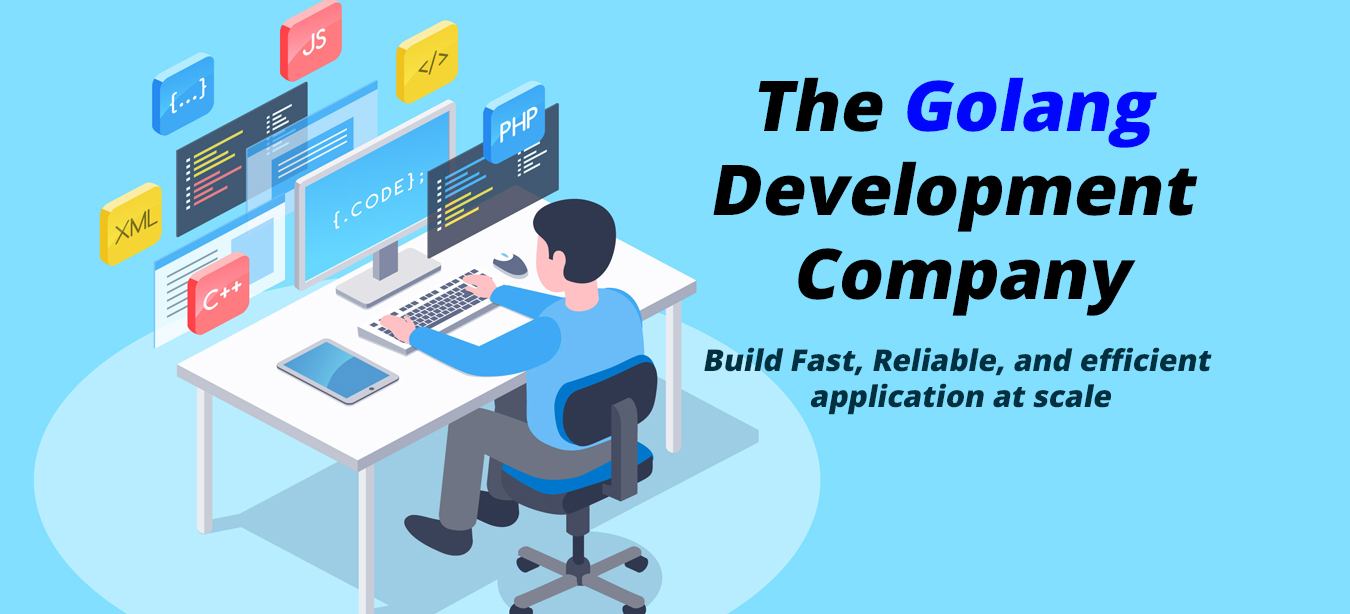 JS
</>
{...}
PHP
XML
{.CODE};
C++
The Golang
Development
Company
Build Fast, Reliable, and efficient
application at scale